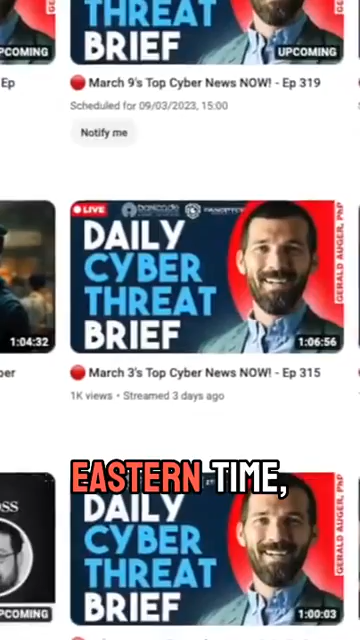 THREAT
BRIEF
UPCOMING
UPCOMING
Ep
🔴 March 9's Top Cyber News NOW! - Ep 319
Scheduled for 09/03/2023, 15:00
Notify me
LIVE
DAILY
CYBER
THREAT
BRIEF
GERALD AUGER, PhD
1:04:32
1:06:56
🔴 March 3's Top Cyber News NOW! - Ep 315
1K views • Streamed 3 days ago
EASTERN TIME,
DAILY
CYBER
THREAT
BRIEF
GERALD AUGER, PhD
UPCOMING
1:00:03